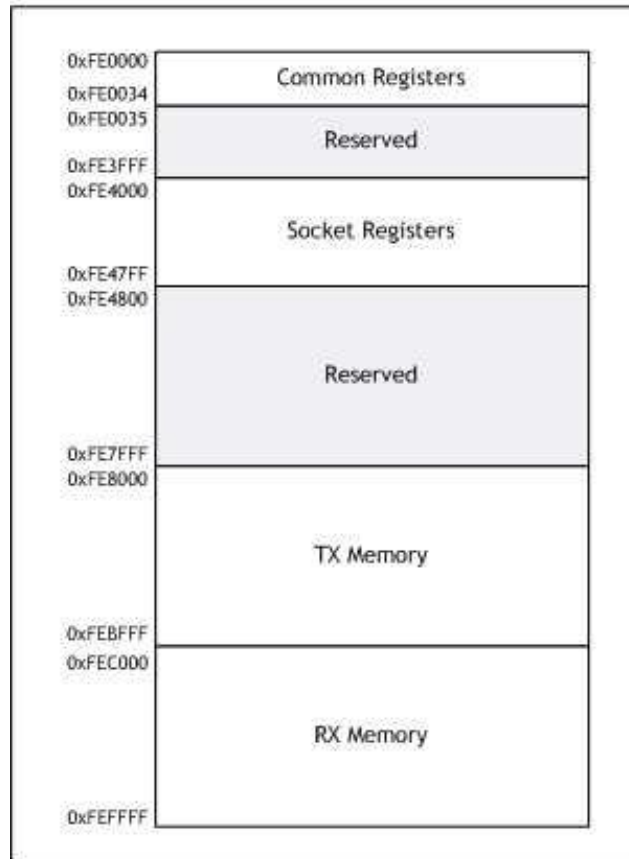 0xFE0000
Common Registers
0xFE0034
0xFE0035
Reserved
0xFE3FFF
0xFE4000
Socket Registers
0xFE47FF
0xFE4800
Reserved
0xFE7FFF
0xFE8000
TX Memory
0xFEBFFF
0xFEC000
RX Memory
0xFEFFFF